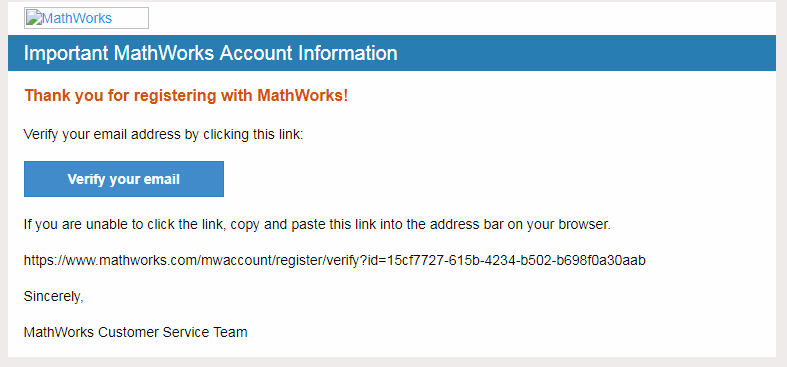 MathWorks
Important MathWorks Account Information
Thank you for registering with MathWorks!
Verify your email address by clicking this link:
Verify your email
If you are unable to click the link, copy and paste this link into the address bar on your browser.
https://www.mathworks.com/mwaccount/register/verify?id=15cf7727-615b-4234-b502-b698f0a30aab
Sincerely,
MathWorks Customer Service Team